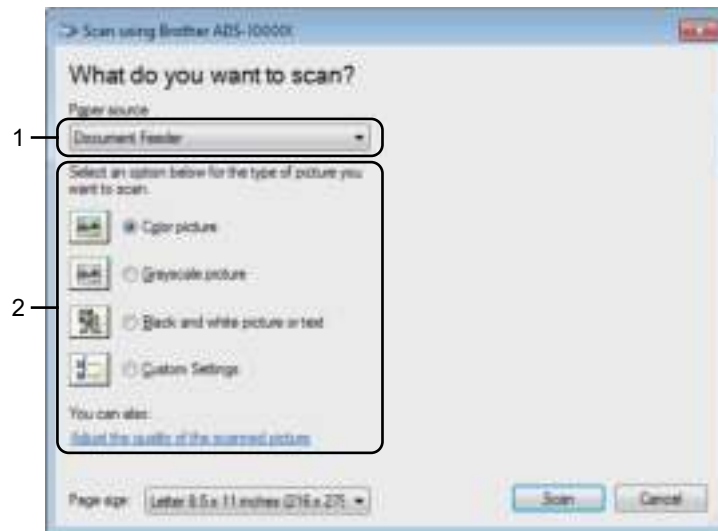 Scan using Brother ADS-1000X
What do you want to scan?
Paper source
1
Document Feeder
Select an option below for the type of picture you
want to scan.
Color picture
Grayscale picture
2
Black and white picture or text
Custom Settings
You can also:
Adjust the quality of the scanned picture
Page size: Letter 8.5 x 11 inches (216 x 279
Scan
Cancel